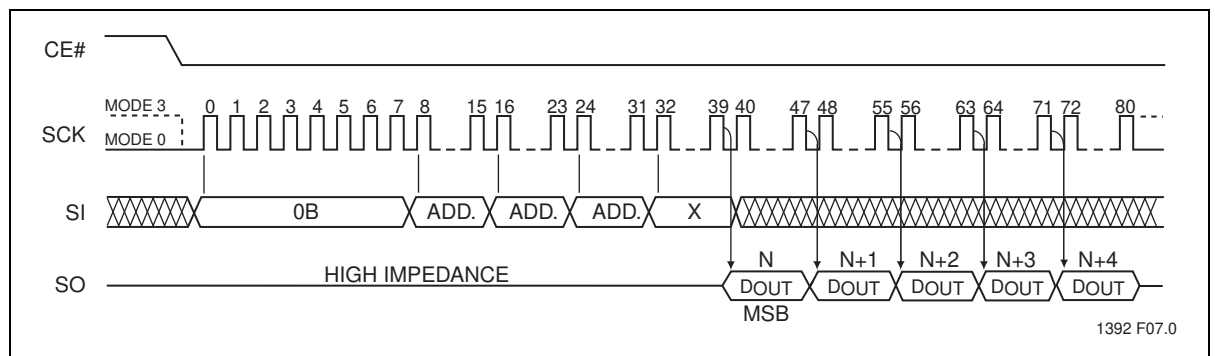 CE#
MODE 3
0 1 2 3 4 5 6 7 8 15 16 23 24 31 32 39 40 47 48 55 56 63 64 71 72 80
SCK
MODE 0
SI
0B ADD. ADD. ADD. X
N N+1 N+2 N+3 N+4
SO
HIGH IMPEDANCE
DOUT DOUT DOUT DOUT DOUT
MSB
1392 F07.0